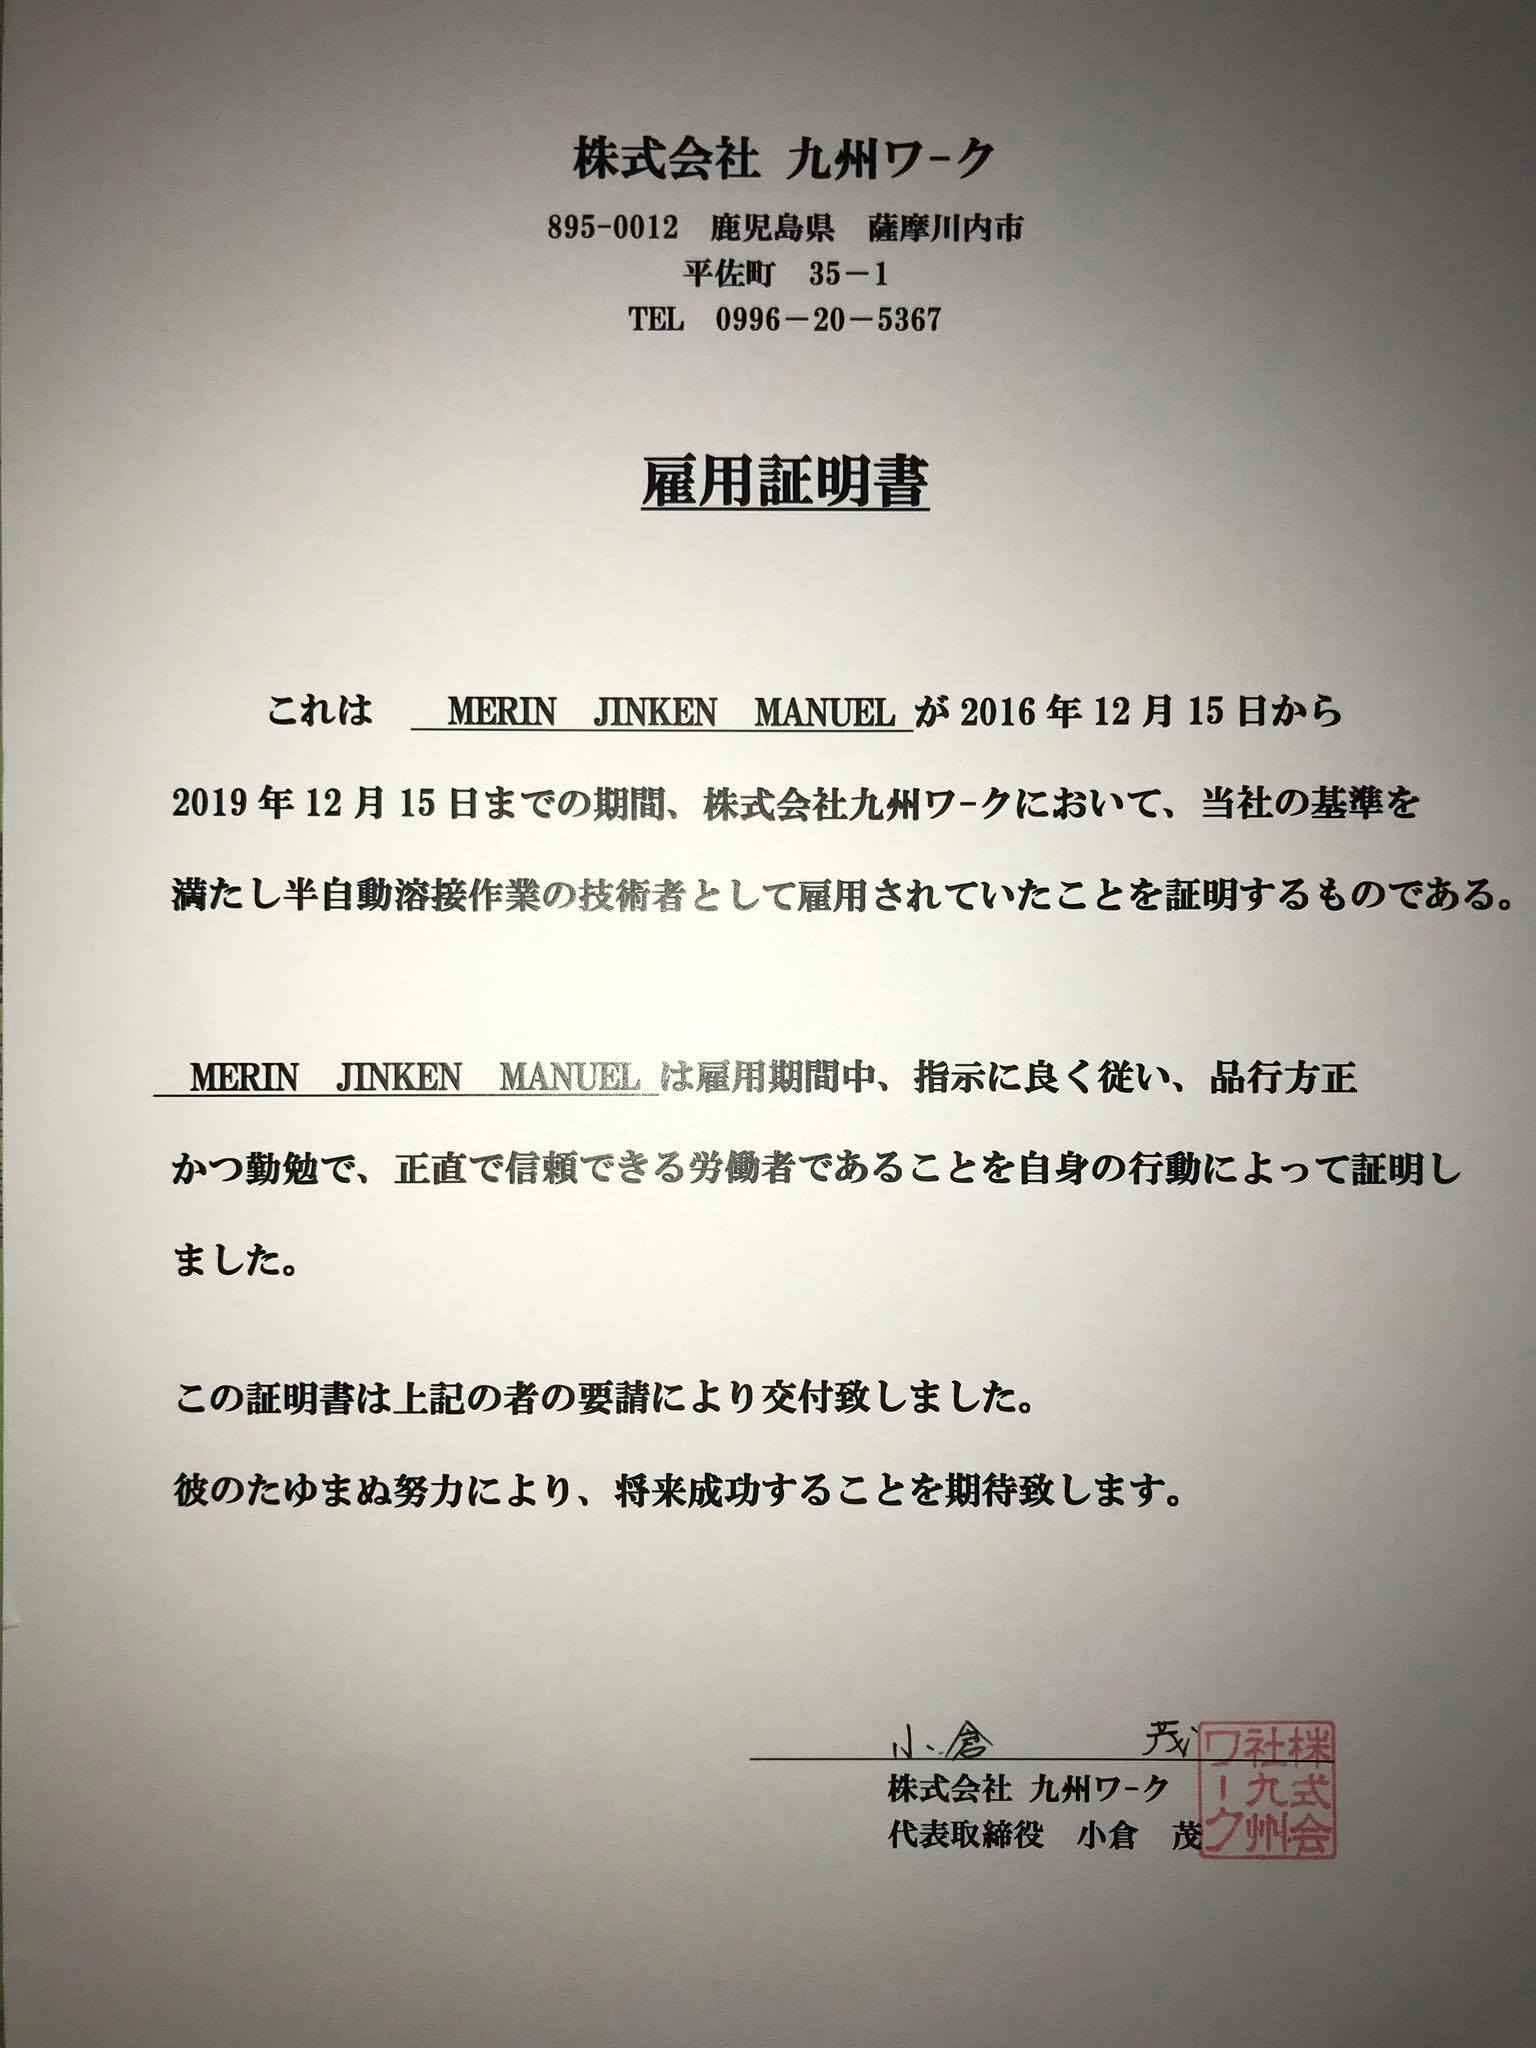 株式会社 九州ワｰク
895-0012 鹿児島県 薩摩川内市
平佐町 35－1
TEL 0996－20－5367
雇用証明書
これは MERIN JINKEN MANUEL が 2016 年 12 月 15 日から
2019 年 12 月 15 日までの期間、株式会社九州ワｰクにおいて、当社の基準を
満たし半自動溶接作業の技術者として雇用されていたことを証明するものである。
MERIN JINKEN MANUEL は雇用期間中、指示に良く従い、品行方正
かつ勤勉で、正直で信頼できる労働者であることを自身の行動によって証明し
ました。
この証明書は上記の者の要請により交付致しました。
彼のたゆまぬ努力により、将来成功することを期待致します。
小倉 茂
株式会社 九州ワｰク
代表取締役 小倉 茂
株式会社九州ワーク